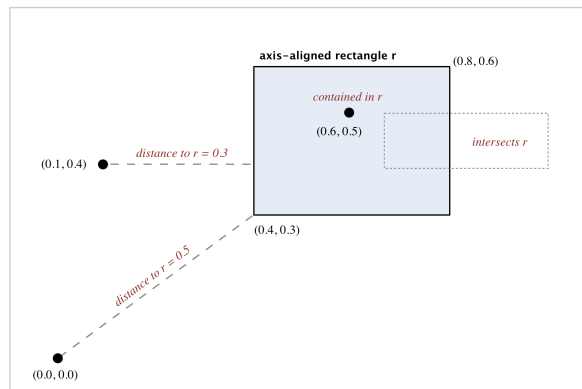 axis-aligned rectangle r
(0.8, 0.6)
contained in r
(0.6, 0.5)
intersects r
distance to r = 0.3
(0.1, 0.4)
(0.4, 0.3)
distance to r = 0.5
(0.0, 0.0)